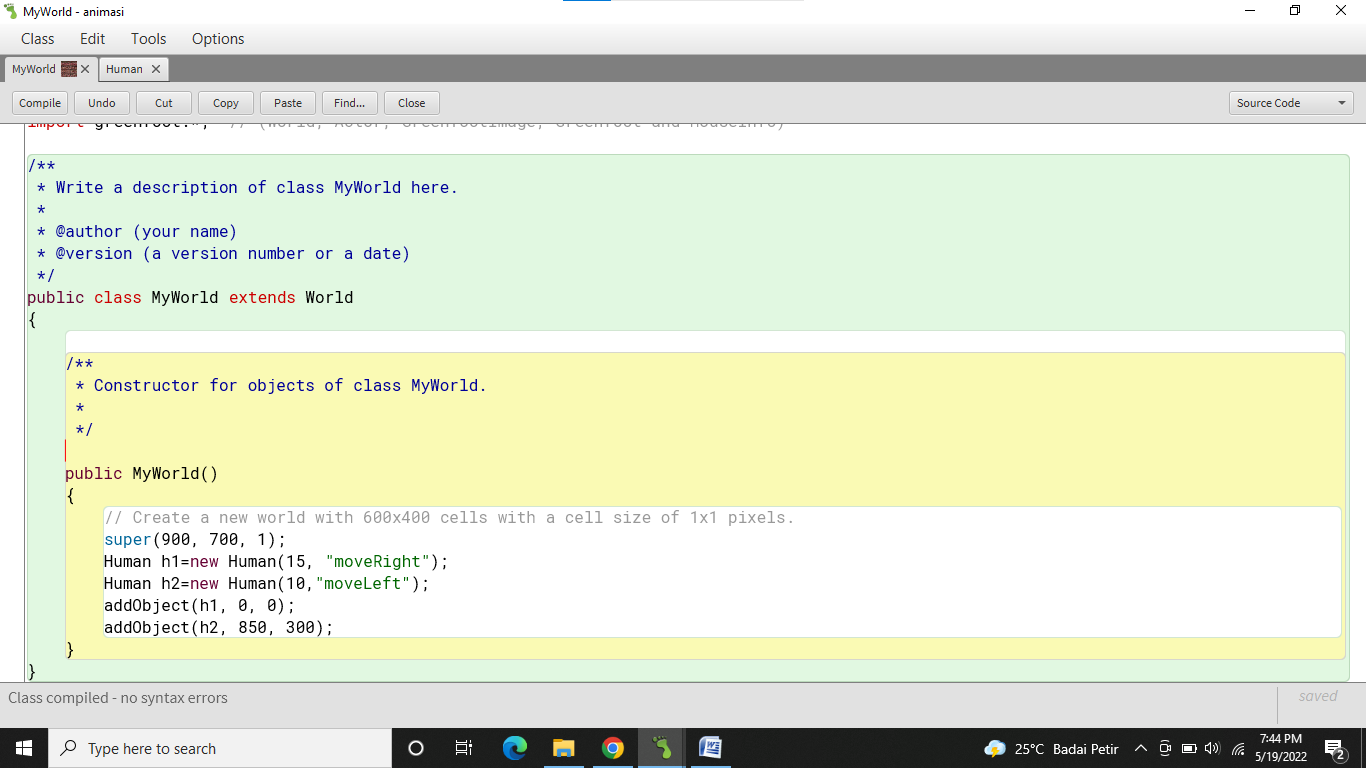 MyWorld - animasi
Class Edit Tools Options
MyWorld Human
Compile Undo Cut Copy Paste Find... Close Source Code
import greenfoot.*; // (World, Actor, GreenfootImage, Greenfoot and MouseInfo)
/**
* Write a description of class MyWorld here.
*
* @author (your name)
* @version (a version number or a date)
*/
public class MyWorld extends World
{
/**
* Constructor for objects of class MyWorld.
*
*/
public MyWorld()
{
// Create a new world with 600x400 cells with a cell size of 1x1 pixels.
super(900, 700, 1);
Human h1=new Human(15, "moveRight");
Human h2=new Human(10,"moveLeft");
addObject(h1, 0, 0);
addObject(h2, 850, 300);
}
}
Class compiled - no syntax errors
saved
Type here to search
25°C Badai Petir
7:44 PM
5/19/2022
2